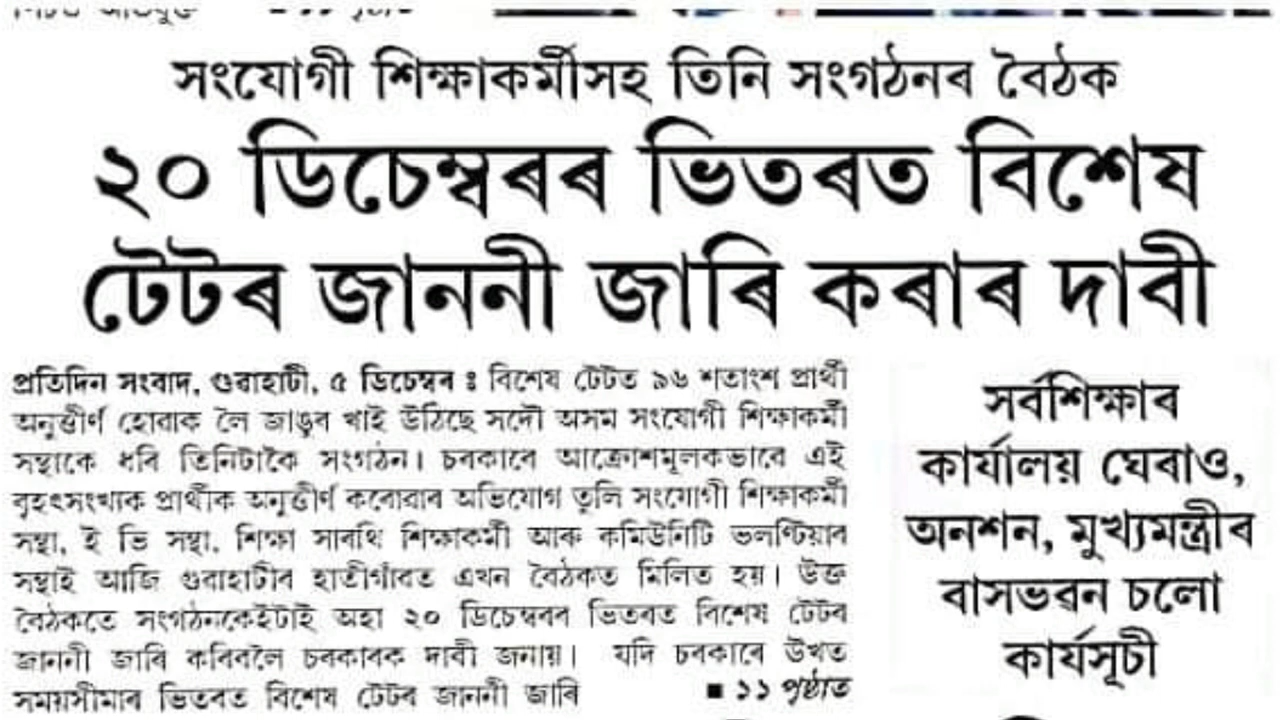 ■ ১১ পৃষ্ঠাত
সংযোগী শিক্ষাকৰ্মীসহ তিনি সংগঠনৰ বৈঠক
২০ ডিচেম্বৰৰ ভিতৰত বিশেষ
টেটৰ জাননী জাৰি কৰাৰ দাবী
প্ৰতিদিন সংবাদ, গুৱাহাটী, ৫ ডিচেম্বৰ ঃ বিশেষ টেটত ৯৬ শতাংশ প্ৰাৰ্থী
অনুত্তীৰ্ণ হোৱাক লৈ জাঙুৰ খাই উঠিছে সদৌ অসম সংযোগী শিক্ষাকৰ্মী
সন্থাকে ধৰি তিনিটাকৈ সংগঠন। চৰকাৰে আক্ৰোশমূলকভাৱে এই
বৃহৎসংখ্যক প্ৰাৰ্থীক অনুত্তীৰ্ণ কৰোৱাৰ অভিযোগ তুলি সংযোগী শিক্ষাকৰ্মী
সন্থা, ই ভি সন্থা, শিক্ষা সাৰথি শিক্ষাকৰ্মী আৰু কমিউনিটি ভলণ্টিয়াৰ
সন্থাই আজি গুৱাহাটীৰ হাতীগাঁৱত এখন বৈঠকত মিলিত হয়। উক্ত
বৈঠকতে সংগঠনকেইটাই অহা ২০ ডিচেম্বৰৰ ভিতৰত বিশেষ টেটৰ
জাননী জাৰি কৰিবলৈ চৰকাৰক দাবী জনায়। যদি চৰকাৰে উখত
সময়সীমাৰ ভিতৰত বিশেষ টেটৰ জাননী জাৰি
■ ১১ পৃষ্ঠাত
সৰ্বশিক্ষাৰ
কাৰ্যালয় ঘেৰাও,
অনশন, মুখ্যমন্ত্ৰীৰ
বাসভৱন চলো
কাৰ্যসূচী